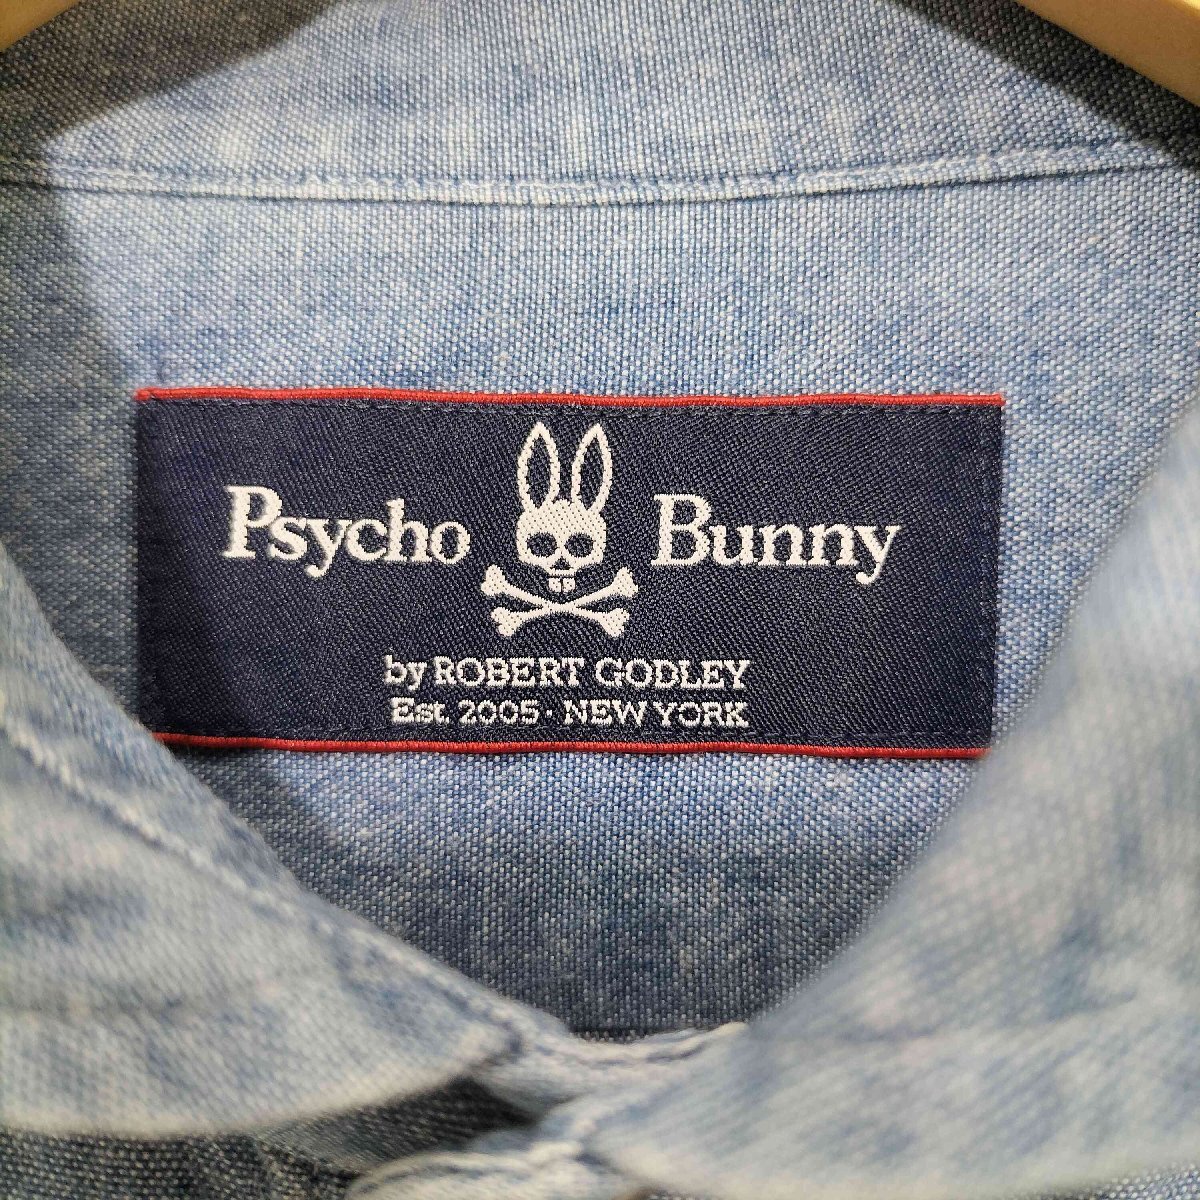 Psycho Bunny
by ROBERT GODLEY
Est. 2005 · NEW YORK